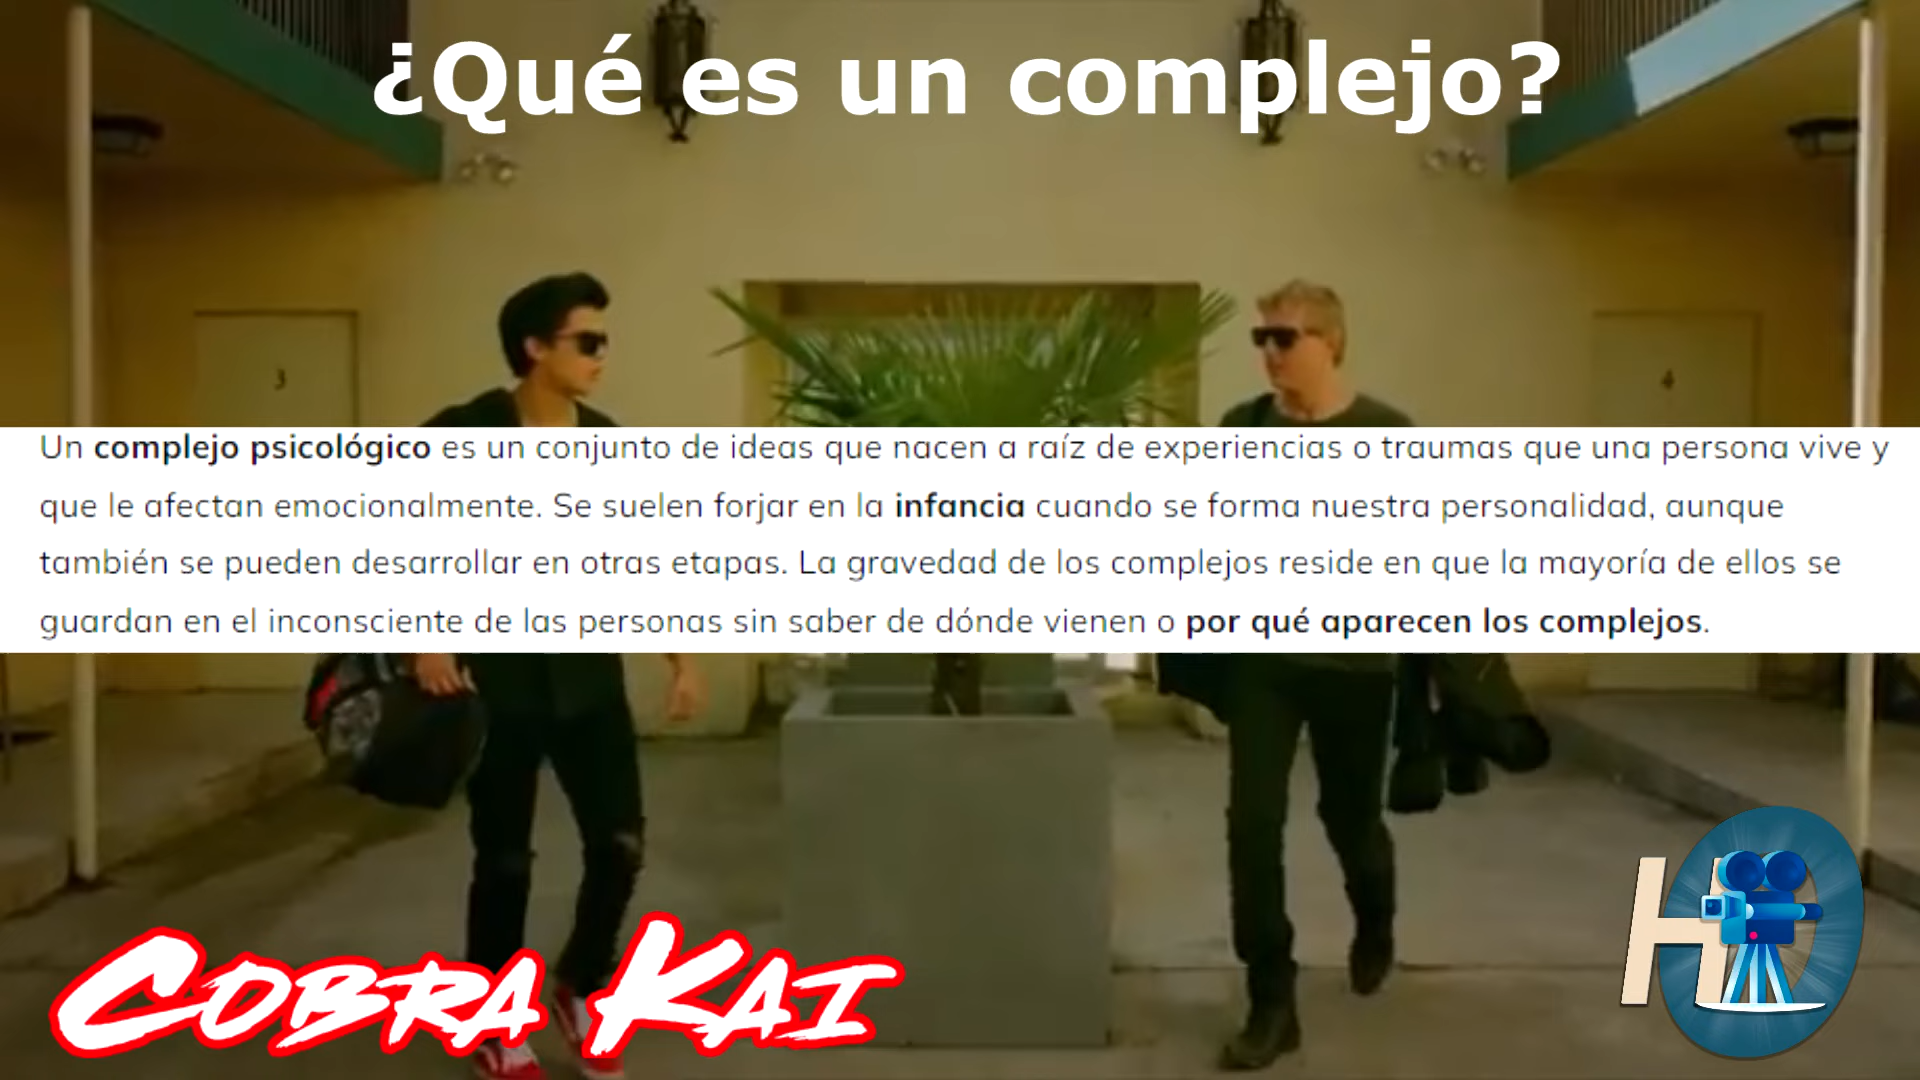 ¿Qué es un complejo?
3
4
Un complejo psicológico es un conjunto de ideas que nacen a raíz de experiencias o traumas que una persona vive y
que le afectan emocionalmente. Se suelen forjar en la infancia cuando se forma nuestra personalidad, aunque
también se pueden desarrollar en otras etapas. La gravedad de los complejos reside en que la mayoría de ellos se
guardan en el inconsciente de las personas sin saber de dónde vienen o por qué aparecen los complejos.
COBRA KAI
HD